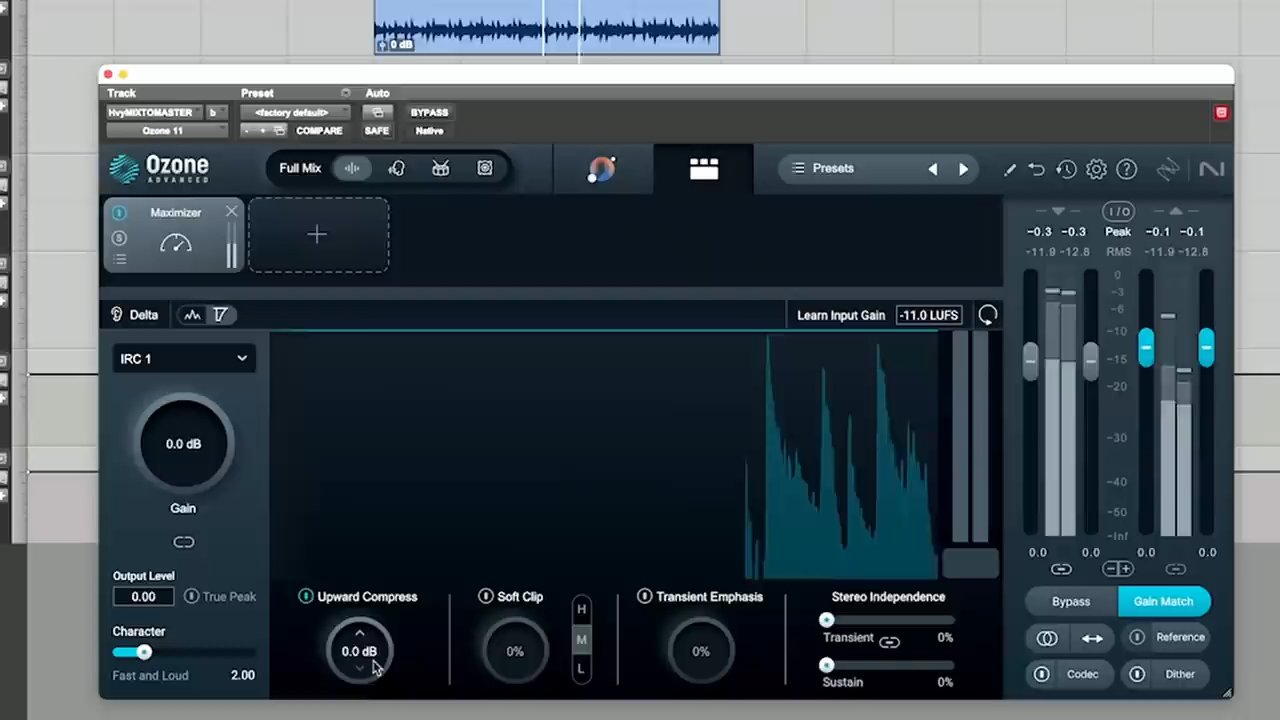 0 dB
Track Preset Auto
HvyMIXTOMASTER b <factory default> BYPASS
Ozone 11 - + COMPARE SAFE Native
Ozone
ADVANCED
Full Mix
Presets
Maximizer
S
I/O
-0.3 -0.3 Peak -0.1 -0.1
-11.9 -12.8 RMS -11.9 -12.8
Delta
Learn Input Gain -11.0 LUFS
IRC 1
0.0 dB
Gain
Output Level
0.00 True Peak
Character
Fast and Loud 2.00
Upward Compress
0.0 dB
Soft Clip
0%
H
M
L
Transient Emphasis
0%
Stereo Independence
Transient 0%
Sustain 0%
0
-3
-6
-10
-15
-20
-30
-40
-50
-Inf
0.0 0.0 0.0 0.0
Bypass Gain Match
Reference
Codec Dither